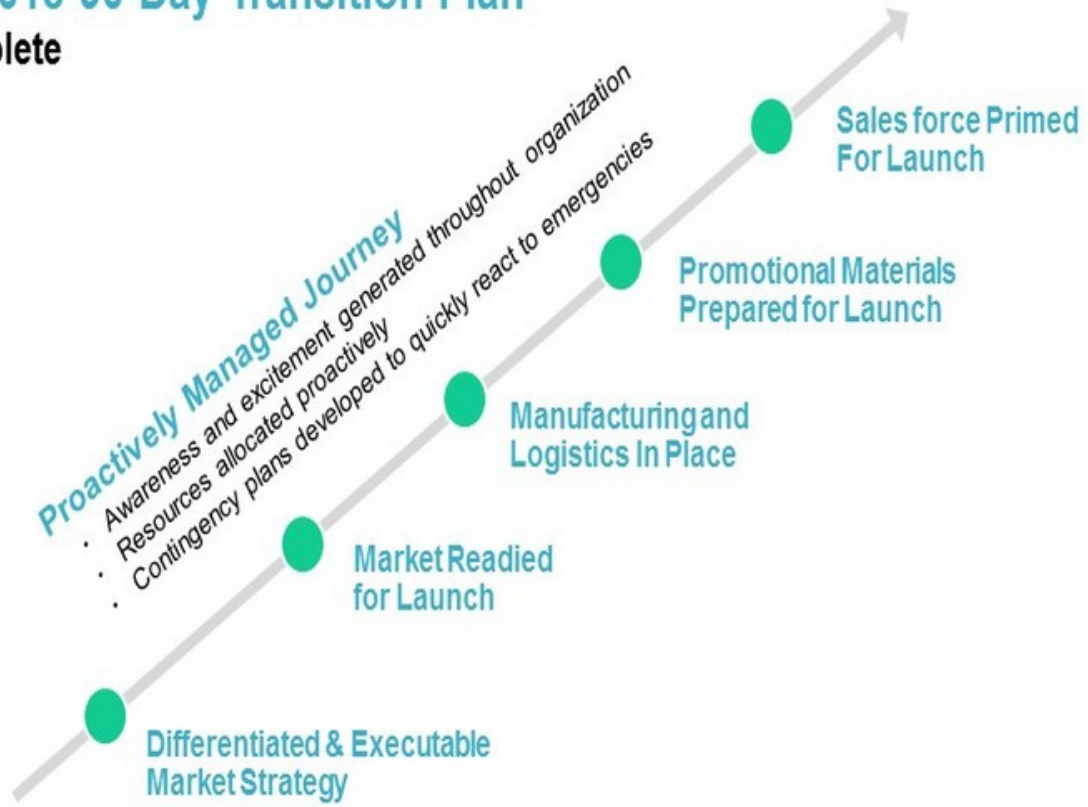 Day Transition Plan
Proactively Managed Journey
· Awareness and excitement generated throughout organization
· Resources allocated proactively
· Contingency plans developed to quickly react to emergencies
Sales force Primed
For Launch
Promotional Materials
Prepared for Launch
Manufacturing and
Logistics In Place
Market Readied
for Launch
Differentiated & Executable
Market Strategy